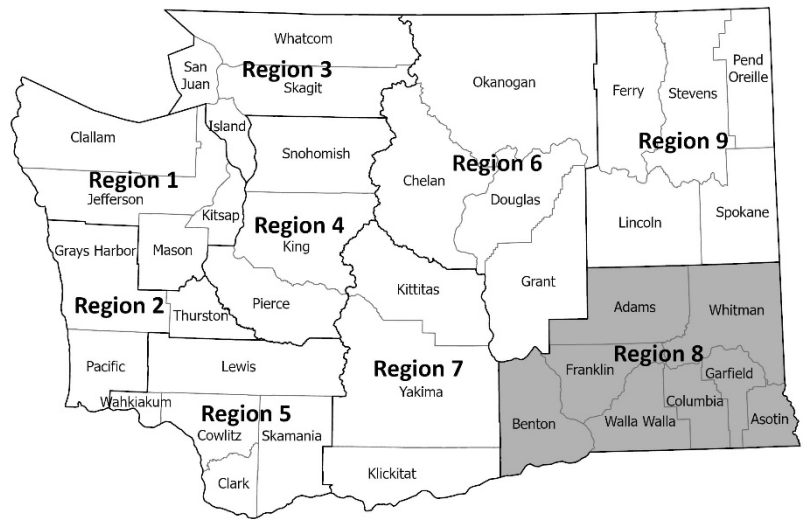 Whatcom
San
Juan
Region 3
Skagit
Okanogan
Ferry
Stevens
Pend
Oreille
Region 9
Island
Clallam
Snohomish
Region 1
Jefferson
Kitsap
Chelan
Region 6
Douglas
Region 4
King
Lincoln
Spokane
Grays Harbor
Mason
Region 2
Thurston
Pierce
Kittitas
Grant
Adams
Whitman
Pacific
Lewis
Region 7
Yakima
Region 8
Franklin
Garfield
Columbia
Walla Walla
Benton
Asotin
Wahkiakum
Region 5
Cowlitz
Skamania
Clark
Klickitat